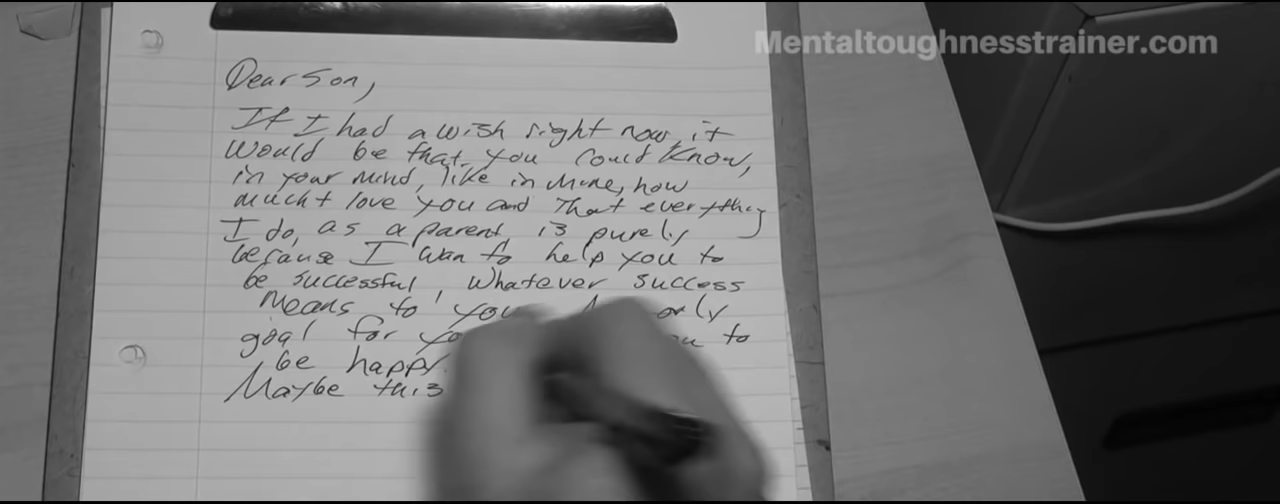 Mentaltoughnesstrainer.com
Dear Son,
If I had a wish right now, it
would be that you could know,
in your mind, like in mine, how
much I love you and that everything
I do, as a parent, is purely
because I want to help you to
be successful, whatever success
means to you only
goal for to
be happy.
Maybe this